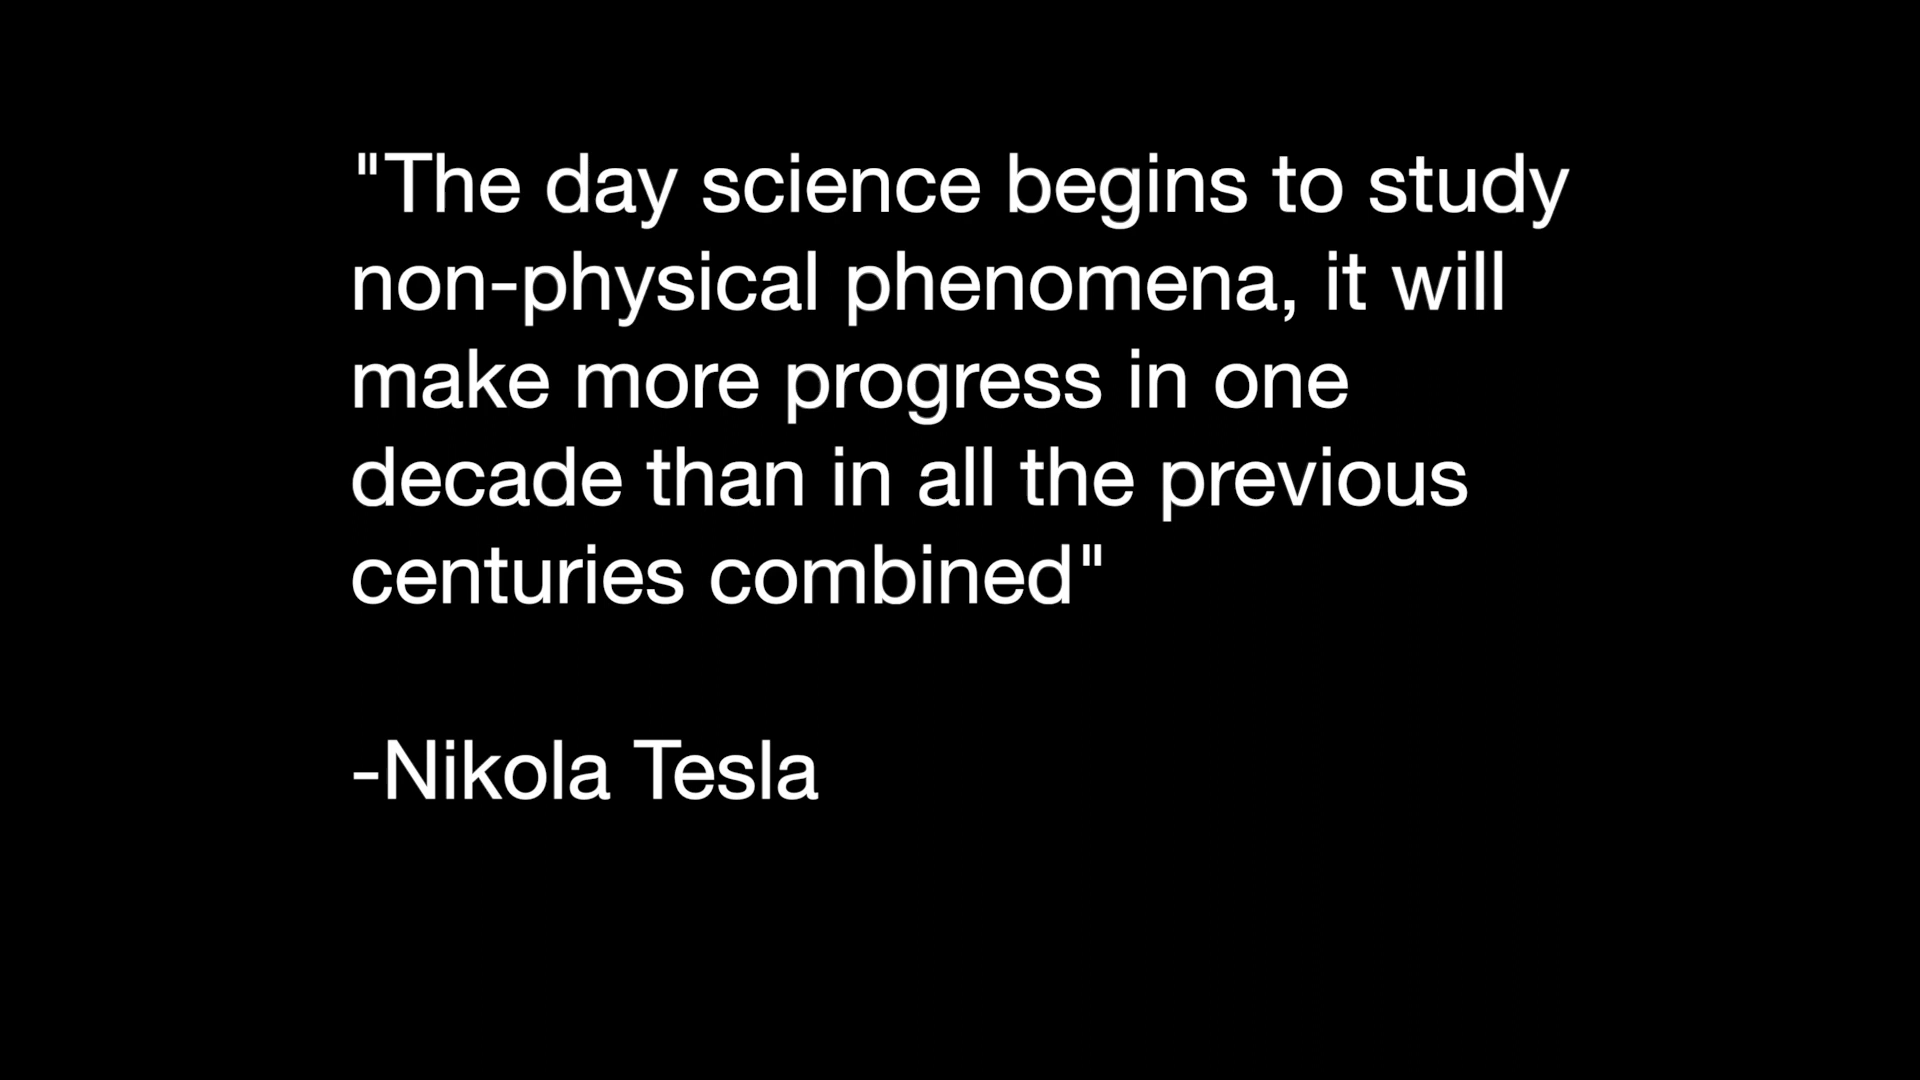 "The day science begins to study
non-physical phenomena, it will
make more progress in one
decade than in all the previous
centuries combined"
-Nikola Tesla